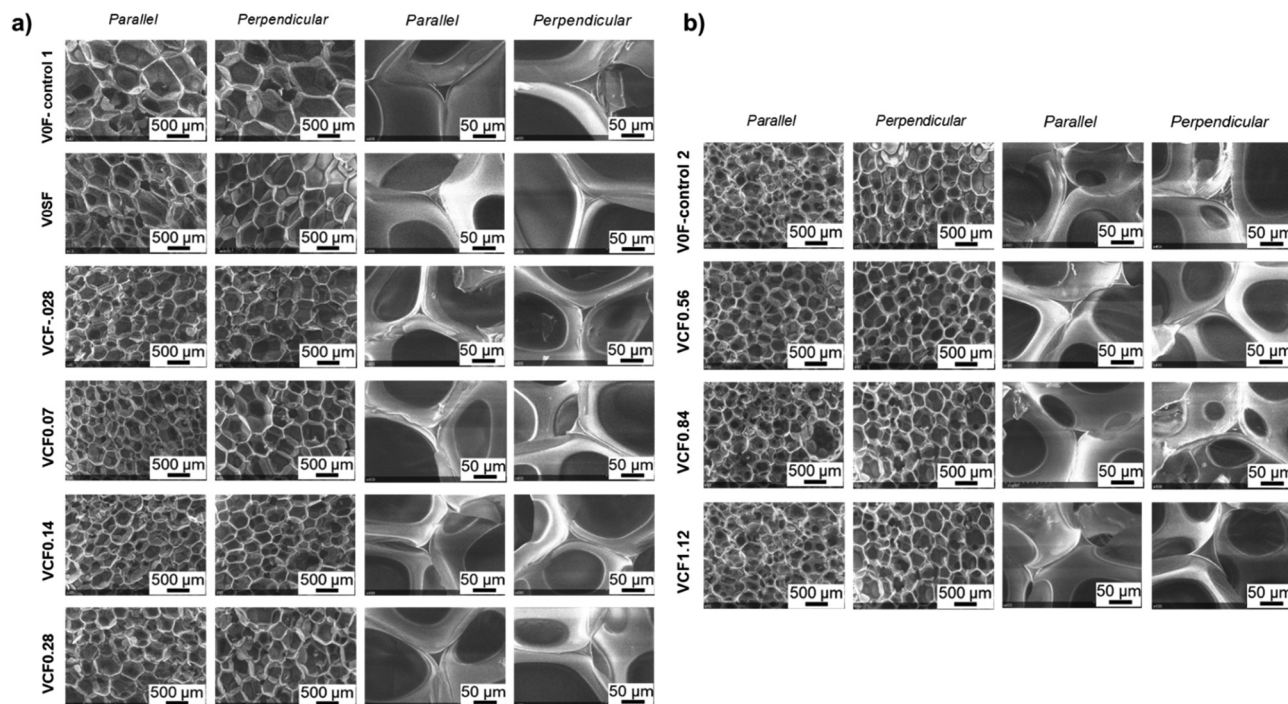 a)
Parallel Perpendicular Parallel Perpendicular
V0F- control 1
500 µm 500 µm 50 µm 50 µm
V0SF
500 µm 500 µm 50 µm 50 µm
VCF-.028
500 µm 500 µm 50 µm 50 µm
VCF0.07
500 µm 500 µm 50 µm 50 µm
VCF0.14
500 µm 500 µm 50 µm 50 µm
VCF0.28
500 µm 500 µm 50 µm 50 µm
b)
Parallel Perpendicular Parallel Perpendicular
V0F-control 2
500 µm 500 µm 50 µm 50 µm
VCF0.56
500 µm 500 µm 50 µm 50 µm
VCF0.84
500 µm 500 µm 50 µm 50 µm
VCF1.12
500 µm 500 µm 50 µm 50 µm